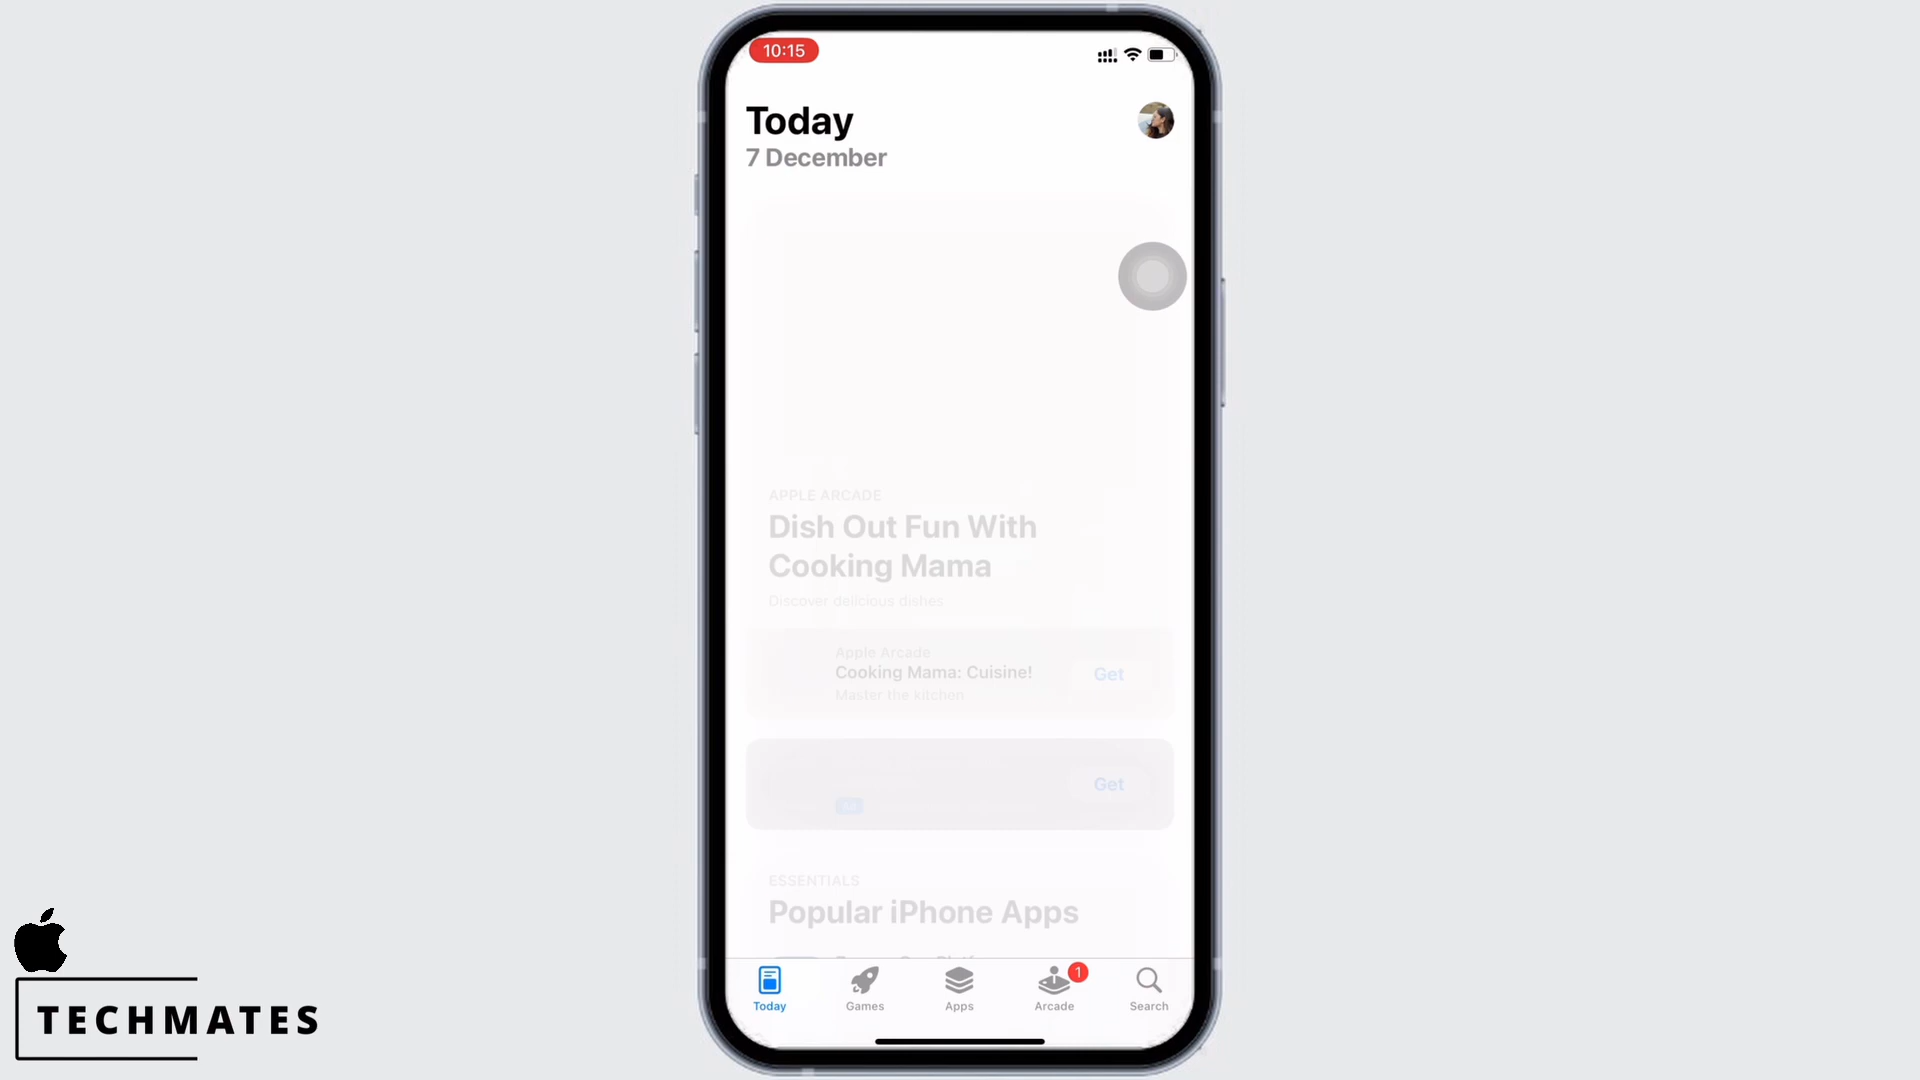 10:15
Today
7 December
APPLE ARCADE
Dish Out Fun With
Cooking Mama
Discover delicious dishes
Apple Arcade
Cooking Mama: Cuisine!
Get
Master the kitchen
Get
Ad
ESSENTIALS
Popular iPhone Apps
Today
Games
Apps
1
Arcade
Search
TECHMATES